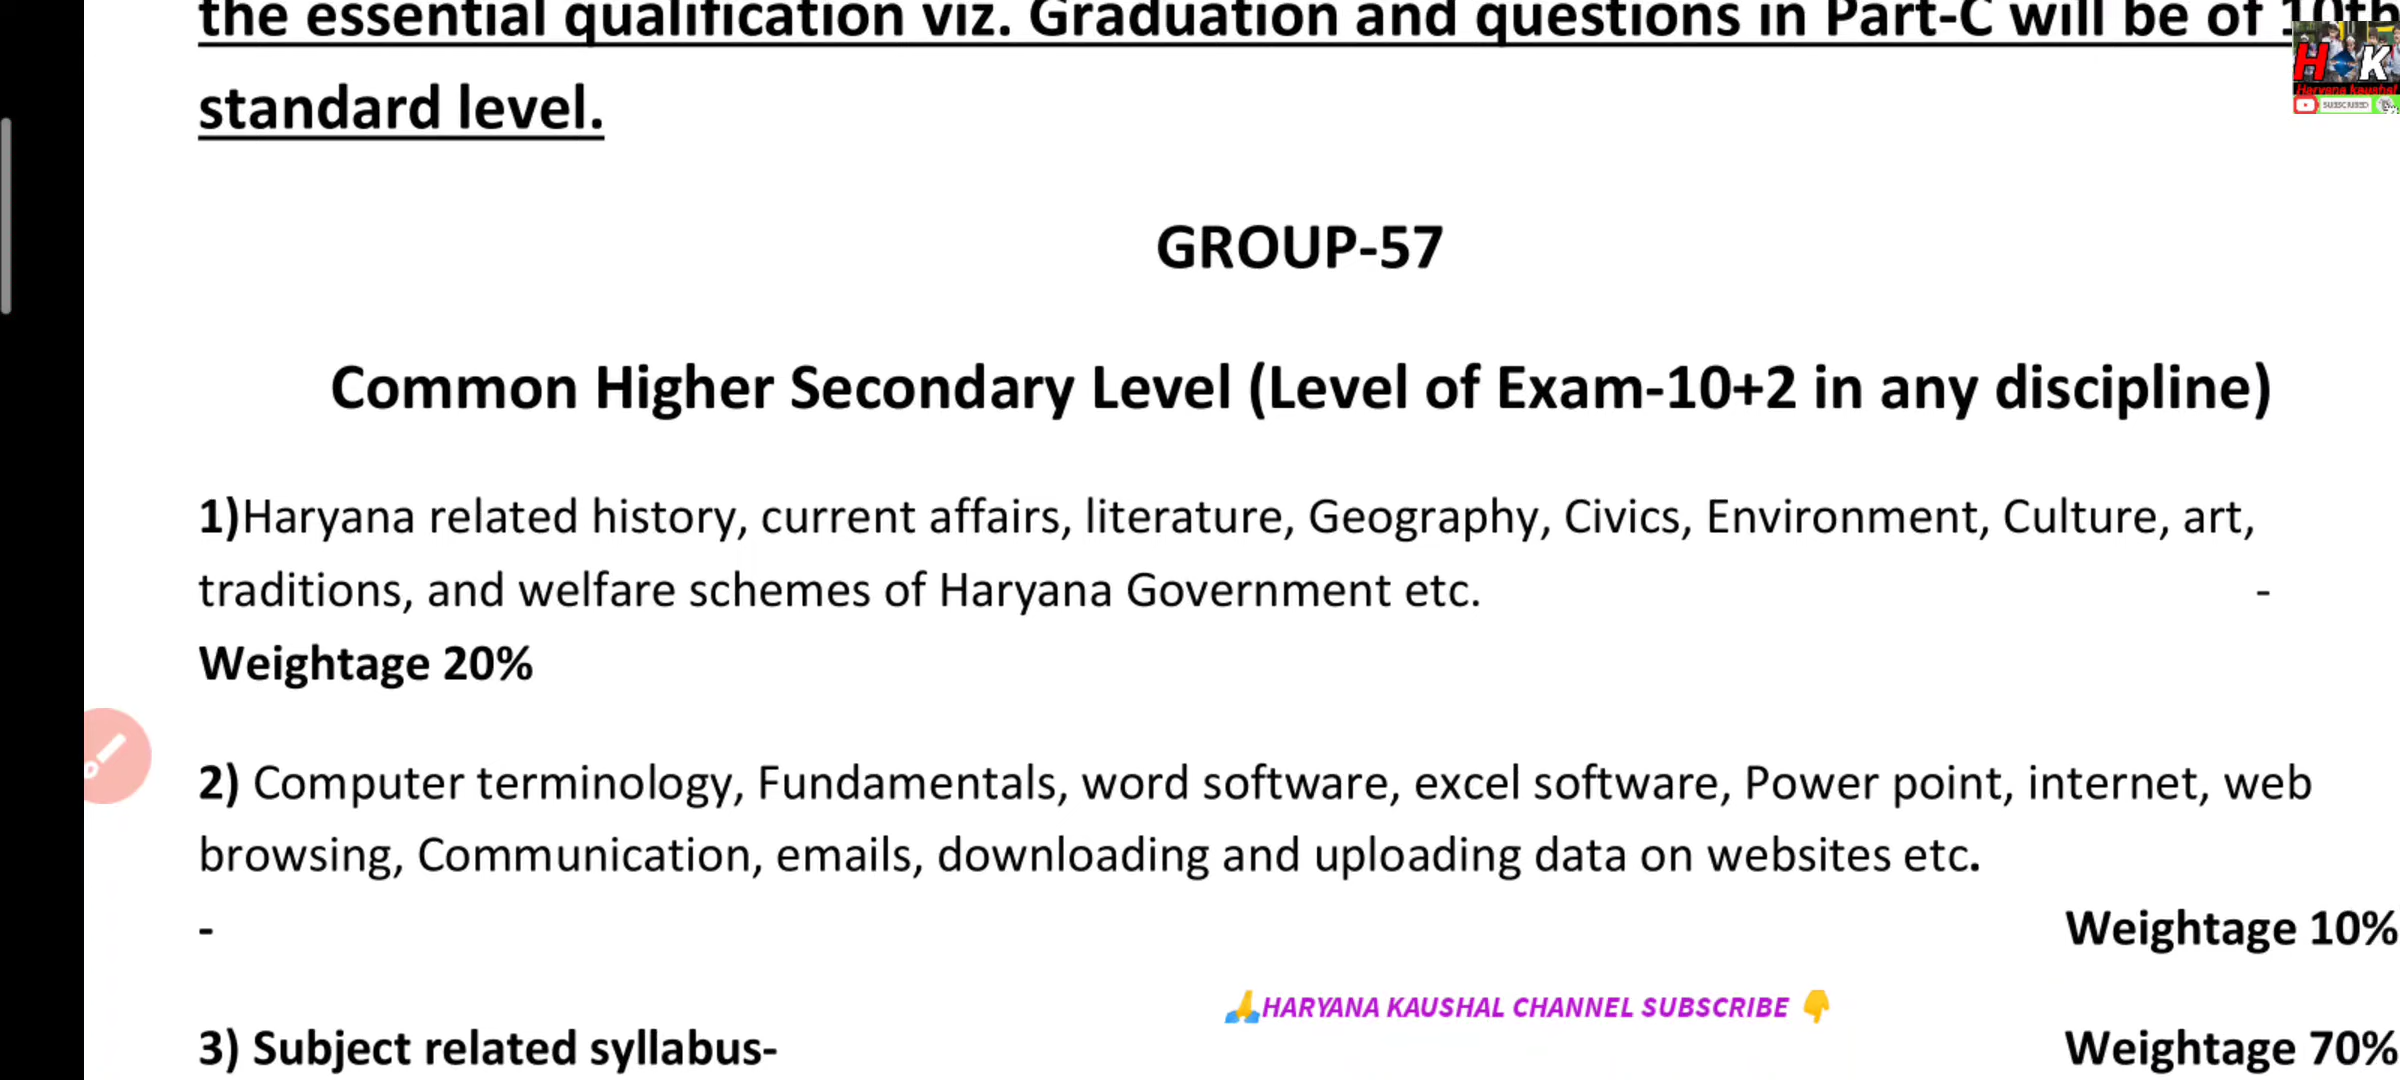 the essential qualification viz. Graduation and questions in Part-C will be of 10th
standard level.
H K
Haryana kaushal
SUBSCRIBED
GROUP-57
Common Higher Secondary Level (Level of Exam-10+2 in any discipline)
1)Haryana related history, current affairs, literature, Geography, Civics, Environment, Culture, art,
traditions, and welfare schemes of Haryana Government etc. -
Weightage 20%
2) Computer terminology, Fundamentals, word software, excel software, Power point, internet, web
browsing, Communication, emails, downloading and uploading data on websites etc.
- Weightage 10%
🙏HARYANA KAUSHAL CHANNEL SUBSCRIBE 👇
3) Subject related syllabus- Weightage 70%